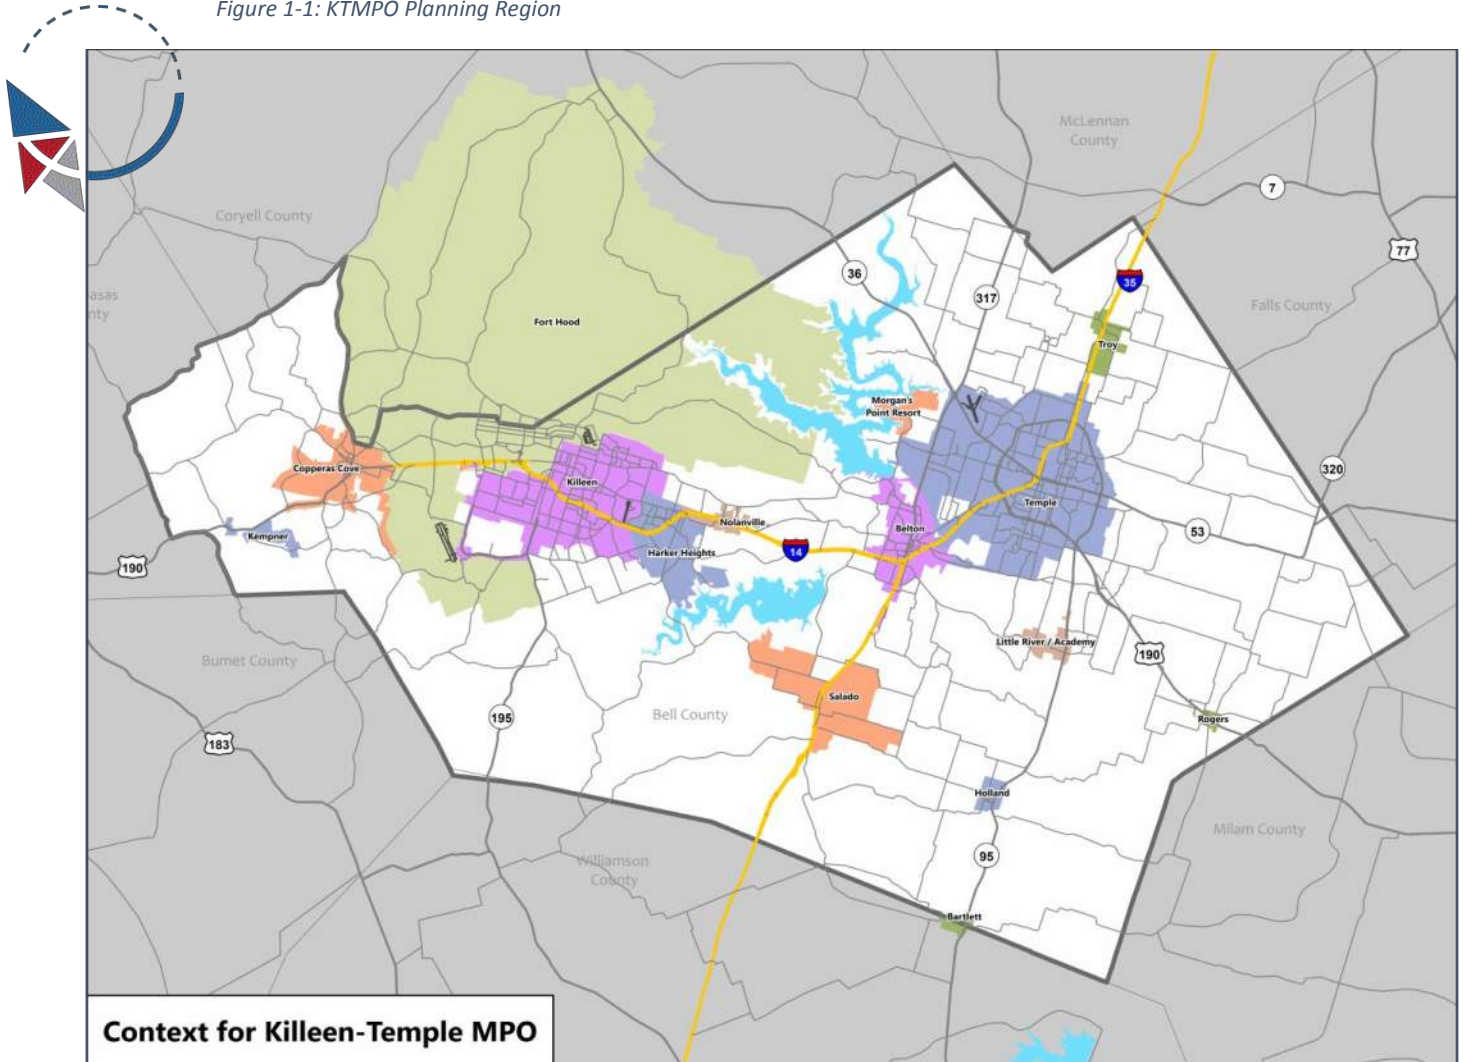 Figure 1-1: KTMPO Planning Region
McLennan
County
7
Coryell County
77
36
35
317
asas
nty
Falls County
Fort Hood
Troy
Morgan's
Point Resort
Copperas Cove
320
Killeen
Temple
Nolanville
Belton
53
Kempner
Harker Heights
14
190
Little River / Academy
190
Burnet County
Salado
Bell County
195
Rogers
183
Holland
Milam County
95
Williamson
County
Bartlett
Context for Killeen-Temple MPO